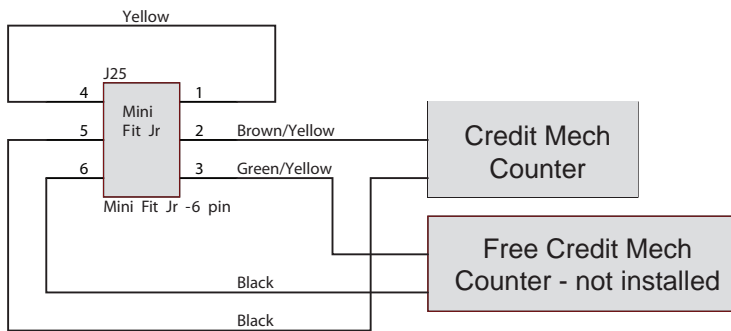 Yellow
J25
4
1
Mini
Fit Jr
5
2
Brown/Yellow
6
3
Green/Yellow
Mini Fit Jr -6 pin
Credit Mech
Counter
Free Credit Mech
Counter - not installed
Black
Black